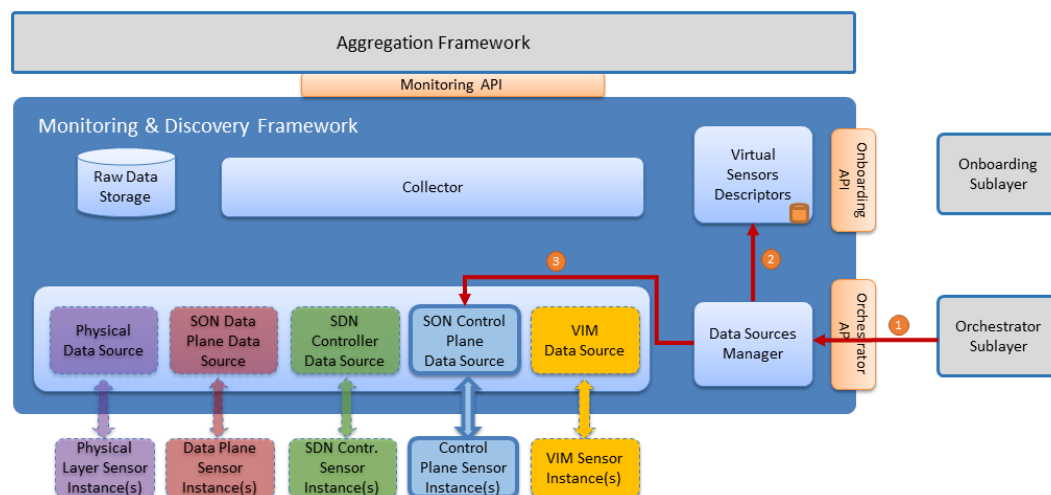 Aggregation Framework
Monitoring API
Monitoring & Discovery Framework
Raw Data
Storage
Collector
Virtual
Sensors
Descriptors
Onboarding
API
Onboarding
Sublayer
3
2
1
Physical
Data Source
SON Data
Plane Data
Source
SDN
Controller
Data Source
SON Control
Plane
Data Source
VIM
Data Source
Data Sources
Manager
Orchestrator
API
Orchestrator
Sublayer
Physical
Layer Sensor
Instance(s)
Data Plane
Sensor
Instance(s)
SDN Contr.
Sensor
Instance(s)
Control
Plane Sensor
Instance(s)
VIM Sensor
Instance(s)